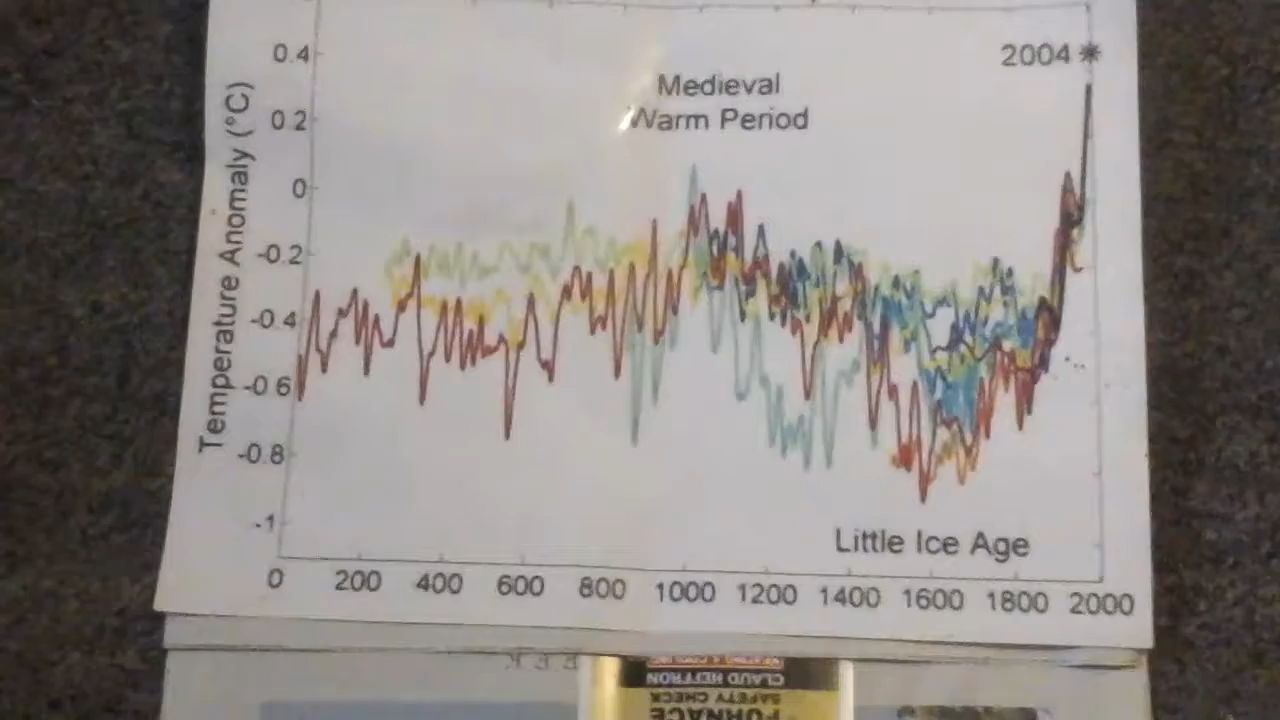 0.4
2004 *
Medieval
Warm Period
0.2
0
-0.2
-0.4
-0.6
-0.8
-1
Temperature Anomaly (°C)
Little Ice Age
0 200 400 600 800 1000 1200 1400 1600 1800 2000
HEATING & COOLING
CLAUD HEFFRON
SAFETY CHECK
FURNACE